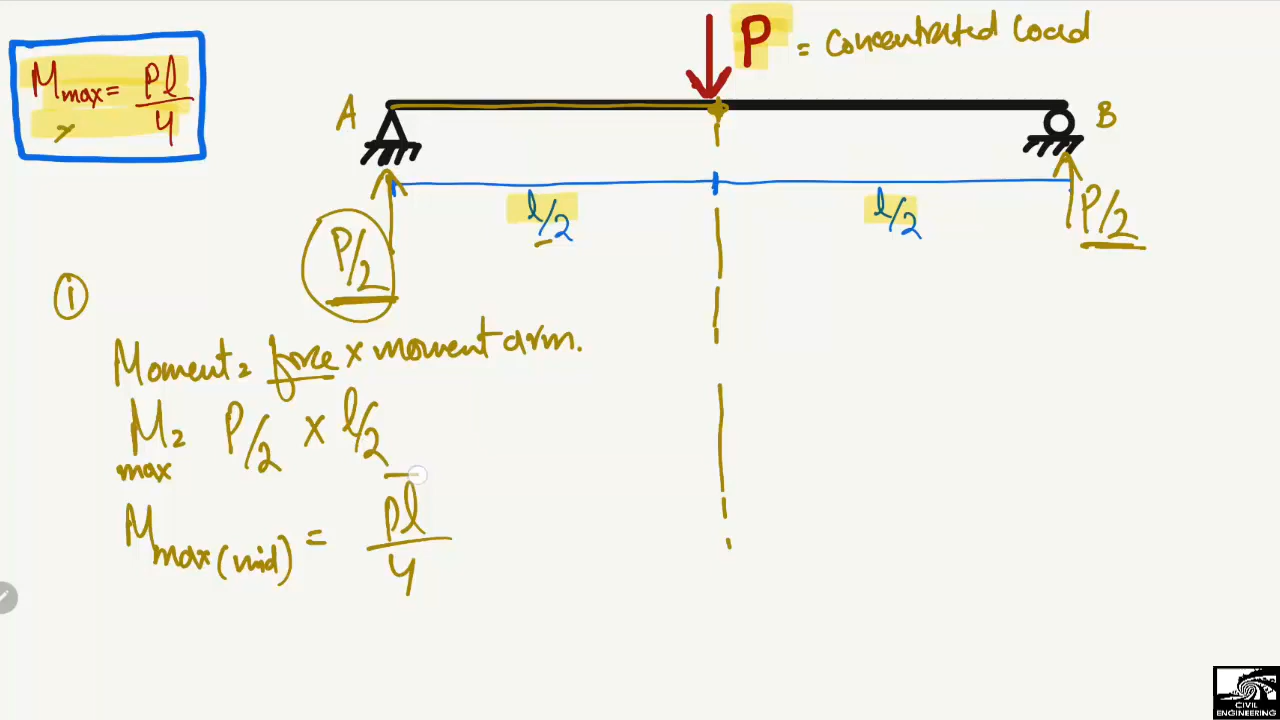 Mmax = Pl/4
P = Concentrated load
A
B
l/2
l/2
P/2
P/2
i
Moment = force x moment arm.
Mmax = P/2 x l/2
Mmax(mid) = Pl/4
CIVIL
ENGINEERING